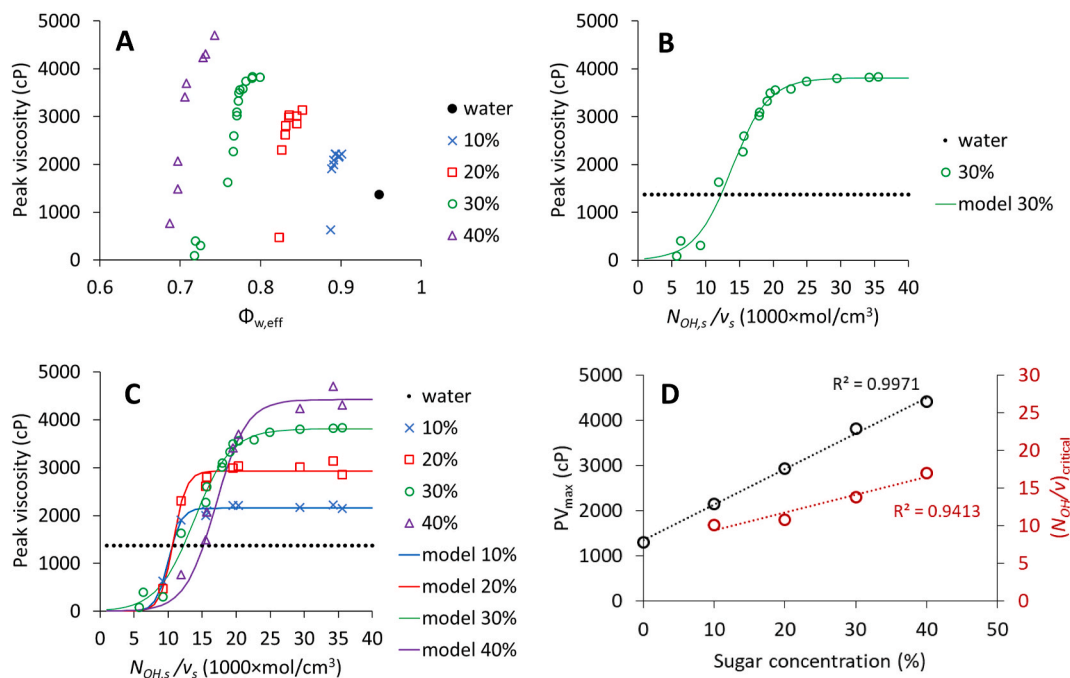 A
Peak viscosity (cP)
5000
4000
3000
2000
1000
0
0.6
0.7
0.8
0.9
1
Φw,eff
water
10%
20%
30%
40%
B
Peak viscosity (cP)
5000
4000
3000
2000
1000
0
0
5
10
15
20
25
30
35
40
NOH,s/vs (1000×mol/cm³)
water
30%
model 30%
C
Peak viscosity (cP)
5000
4000
3000
2000
1000
0
0
5
10
15
20
25
30
35
40
NOH,s/vs (1000×mol/cm³)
water
10%
20%
30%
40%
model 10%
model 20%
model 30%
model 40%
D
PVmax
(cP)
5000
4000
3000
2000
1000
0
0
10
20
30
40
50
Sugar concentration (%)
R² = 0.9971
R² = 0.9413
30
25
20
15
10
5
0
(NOH/v)critical
(1000×mol/cm³)